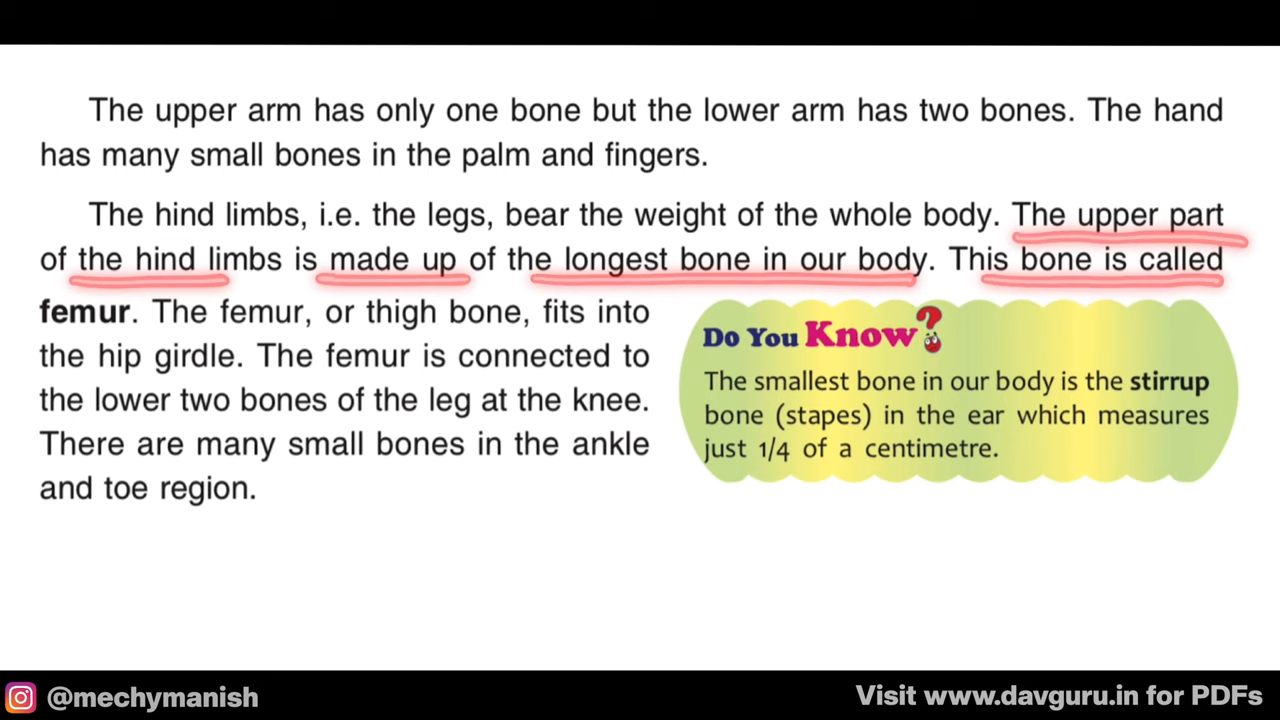 The upper arm has only one bone but the lower arm has two bones. The hand
has many small bones in the palm and fingers.
The hind limbs, i.e. the legs, bear the weight of the whole body. The upper part
of the hind limbs is made up of the longest bone in our body. This bone is called
femur. The femur, or thigh bone, fits into
the hip girdle. The femur is connected to
the lower two bones of the leg at the knee.
There are many small bones in the ankle
and toe region.
Do You Know?
The smallest bone in our body is the stirrup
bone (stapes) in the ear which measures
just 1/4 of a centimetre.
@mechymanish
Visit www.davguru.in for PDFs